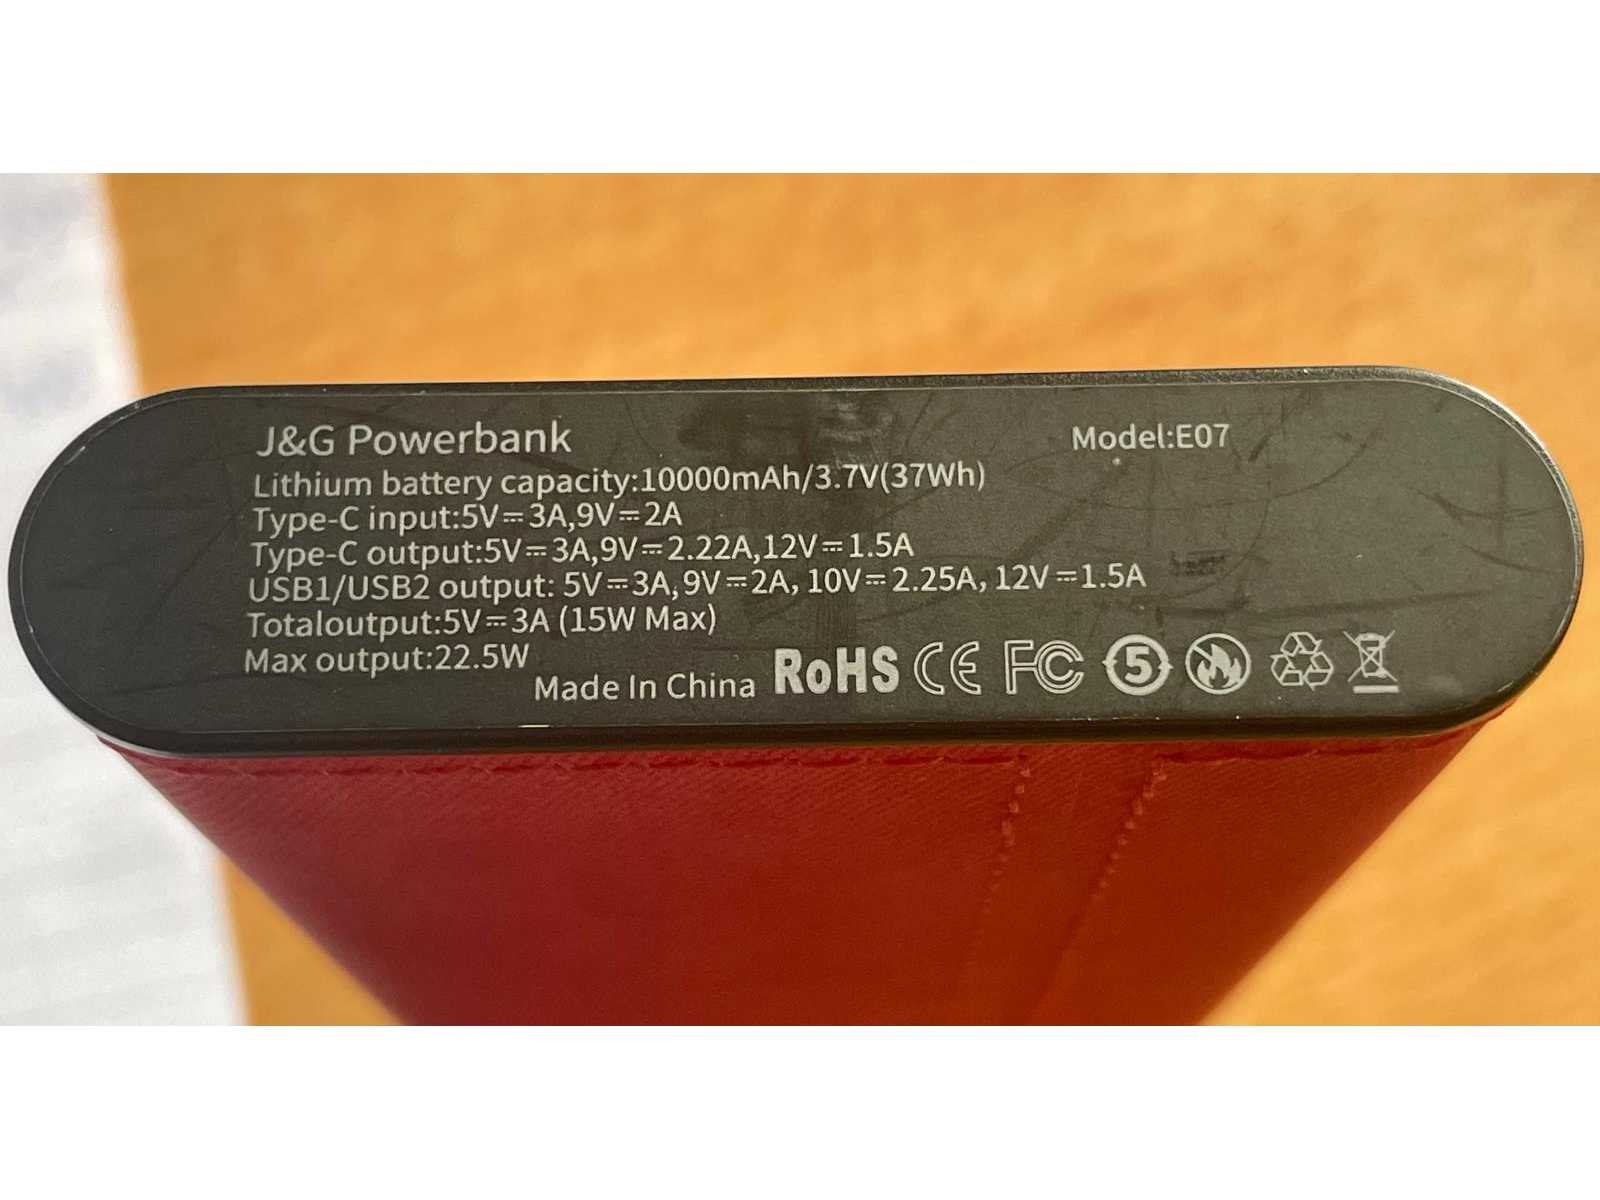 J&G Powerbank
Model:E07
Lithium battery capacity:10000mAh/3.7V(37Wh)
Type-C input:5V⎓3A,9V⎓2A
Type-C output:5V⎓3A,9V⎓2.22A,12V⎓1.5A
USB1/USB2 output: 5V⎓3A,9V⎓2A, 10V⎓2.25A, 12V⎓1.5A
Totaloutput:5V⎓3A (15W Max)
Max output:22.5W
Made In China RoHS CE FC 5